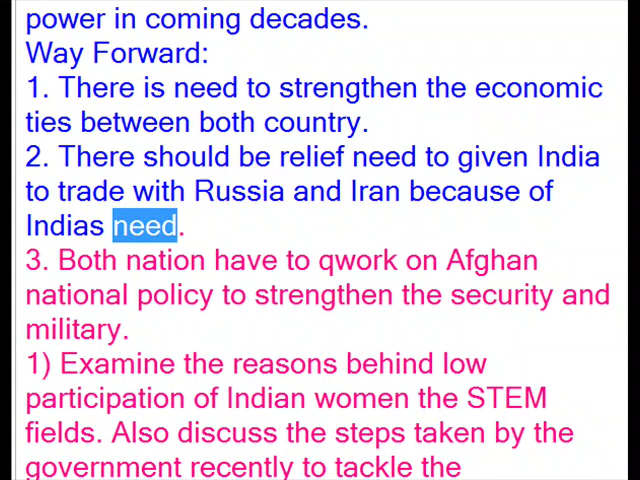 power in coming decades.
Way Forward:
1. There is need to strengthen the economic
ties between both country.
2. There should be relief need to given India
to trade with Russia and Iran because of
Indias need.
3. Both nation have to qwork on Afghan
national policy to strengthen the security and
military.
1) Examine the reasons behind low
participation of Indian women the STEM
fields. Also discuss the steps taken by the
government recently to tackle the